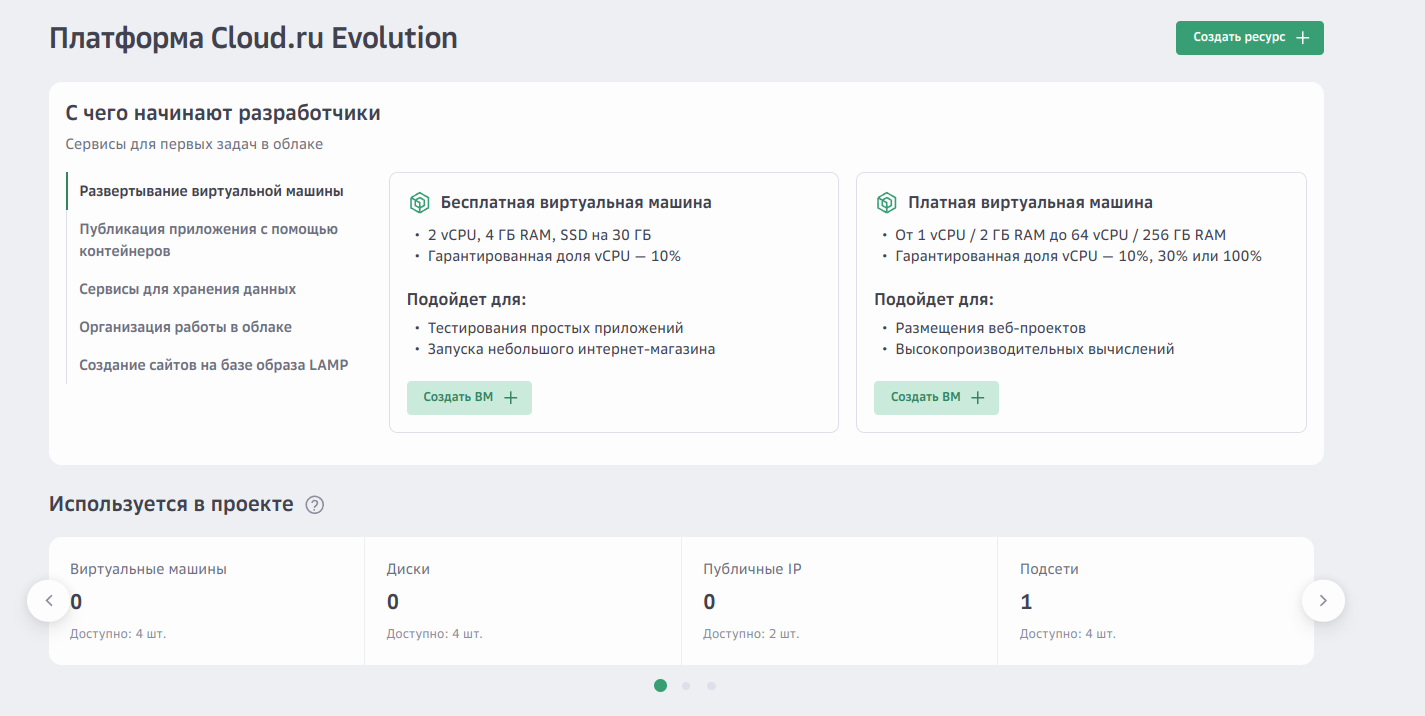 Платформа Cloud.ru Evolution
Создать ресурс
С чего начинают разработчики
Сервисы для первых задач в облаке
Развертывание виртуальной машины
Публикация приложения с помощью
контейнеров
Сервисы для хранения данных
Организация работы в облаке
Создание сайтов на базе образа LAMP
Бесплатная виртуальная машина
• 2 vCPU, 4 ГБ RAM, SSD на 30 ГБ
• Гарантированная доля vCPU — 10%
Подойдет для:
• Тестирования простых приложений
• Запуска небольшого интернет-магазина
Создать ВМ
Платная виртуальная машина
• От 1 vCPU / 2 ГБ RAM до 64 vCPU / 256 ГБ RAM
• Гарантированная доля vCPU — 10%, 30% или 100%
Подойдет для:
• Размещения веб-проектов
• Высокопроизводительных вычислений
Создать ВМ
Используется в проекте ?
Виртуальные машины
0
Доступно: 4 шт.
Диски
0
Доступно: 4 шт.
Публичные IP
0
Доступно: 2 шт.
Подсети
1
Доступно: 4 шт.